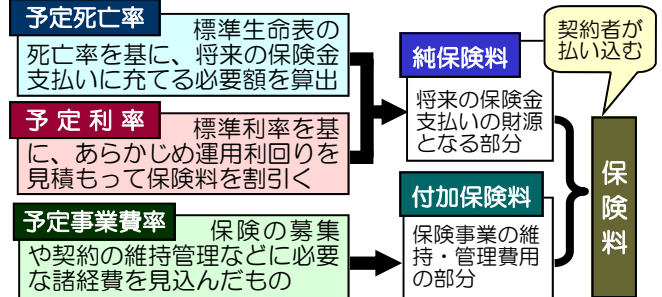 予定死亡率
標準生命表の
死亡率を基に、将来の保険金
支払いに充てる必要額を算出
予定利率
標準利率を基
に、あらかじめ運用利回りを
見積もって保険料を割引く
予定事業費率
保険の募集
や契約の維持管理などに必要
な諸経費を見込んだもの
純保険料
将来の保険金
支払いの財源
となる部分
付加保険料
保険事業の維
持・管理費用
の部分
契約者が
払い込む
保険料